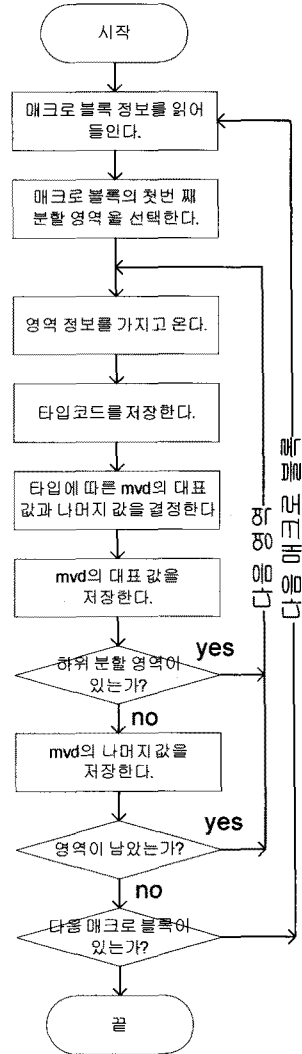 시작
매크로 블록 정보를 읽어
들인다.
매크로 블록의 첫번 째
분할 영역 을 선택한다.
영역 정보를 가지고 온다.
타입코드를 저장한다.
타입에 따른 mvd의 대표
값과 나머지 값을 결정한다
mvd의 대표 값을
저장한다.
하위 분할 영역이
있는가?
yes
no
mvd의 나머지 값을
저장한다.
영역이 남았는가?
yes
no
다음 매크로 블록이
있는가?
끝
다음 영역
다음 매크로 블록